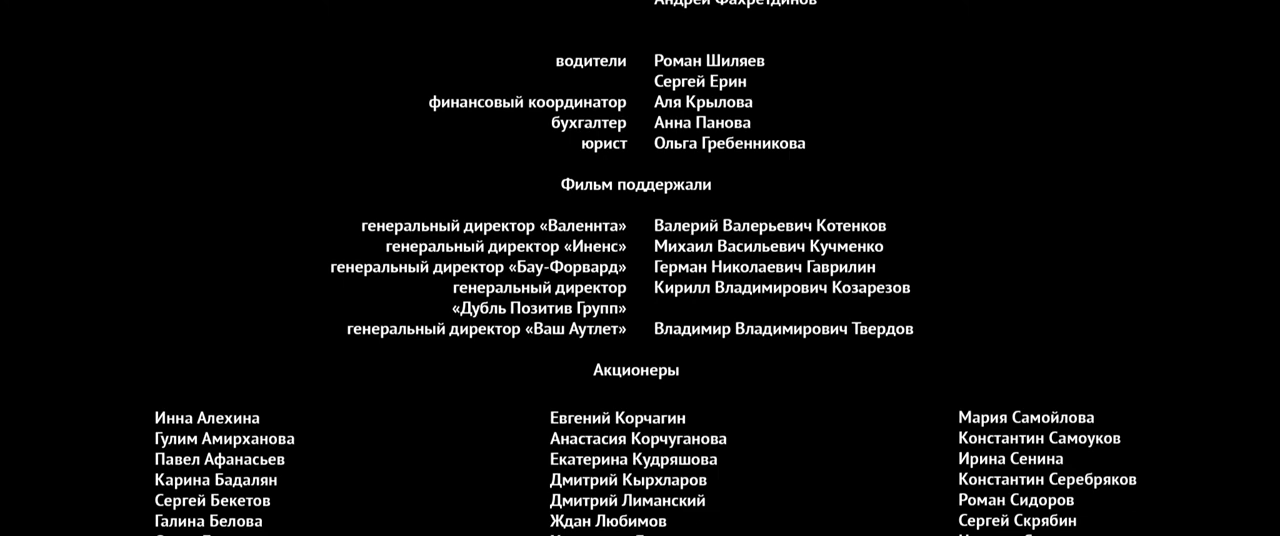 Андрей Фахретдинов
водители Роман Шиляев
Сергей Ерин
финансовый координатор Аля Крылова
бухгалтер Анна Панова
юрист Ольга Гребенникова
Фильм поддержали
генеральный директор «Валеннта» Валерий Валерьевич Котенков
генеральный директор «Иненс» Михаил Васильевич Кучменко
генеральный директор «Бау-Форвард» Герман Николаевич Гаврилин
генеральный директор Кирилл Владимирович Козарезов
«Дубль Позитив Групп»
генеральный директор «Ваш Аутлет» Владимир Владимирович Твердов
Акционеры
Инна Алехина Евгений Корчагин Мария Самойлова
Гулим Амирханова Анастасия Корчуганова Константин Самоуков
Павел Афанасьев Екатерина Кудряшова Ирина Сенина
Карина Бадалян Дмитрий Кырхларов Константин Серебряков
Сергей Бекетов Дмитрий Лиманский Роман Сидоров
Галина Белова Ждан Любимов Сергей Скрябин